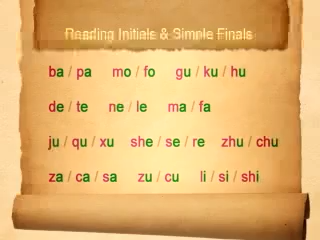 Reading Initials & Simple Finals
ba / pa mo / fo gu / ku / hu
de / te ne / le ma / fa
ju / qu / xu she / se / re zhu / chu
za / ca / sa zu / cu li / si / shi